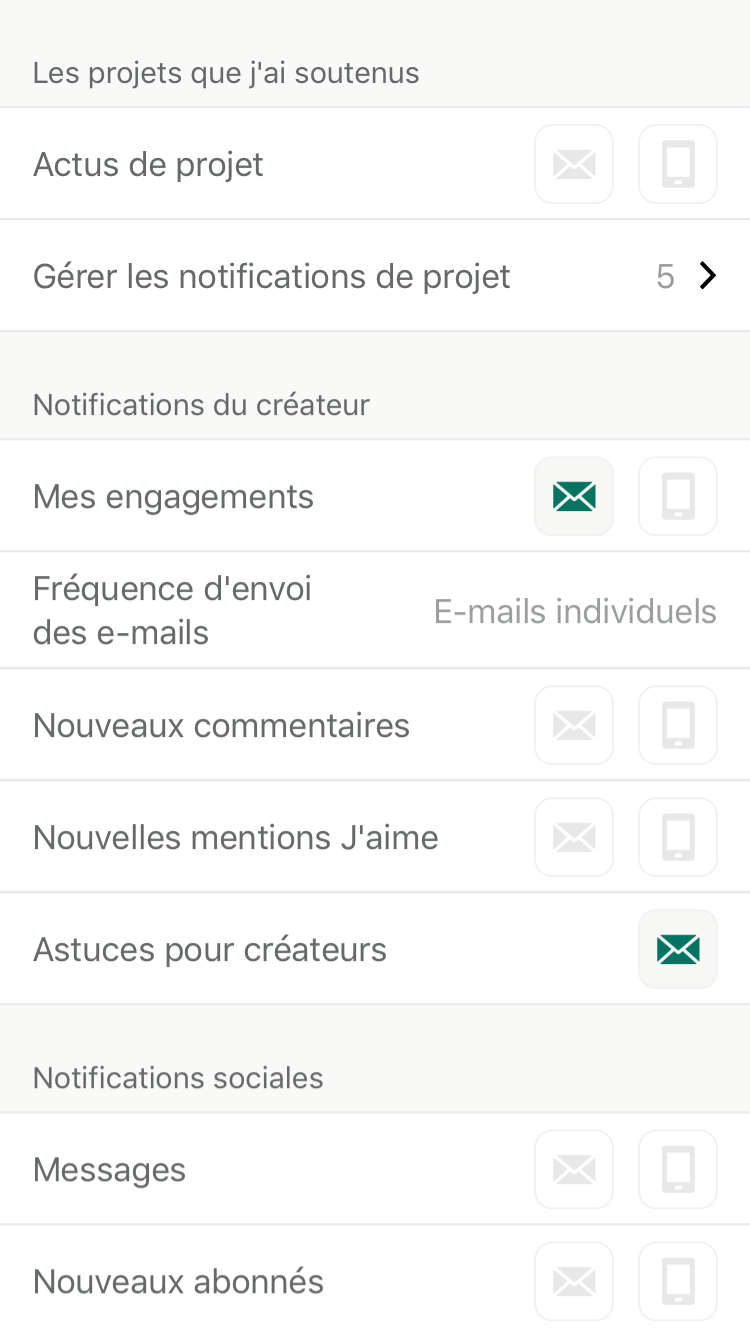 Les projets que j'ai soutenus
Actus de projet
Gérer les notifications de projet 5
Notifications du créateur
Mes engagements
Fréquence d'envoi
des e-mails
E-mails individuels
Nouveaux commentaires
Nouvelles mentions J'aime
Astuces pour créateurs
Notifications sociales
Messages
Nouveaux abonnés